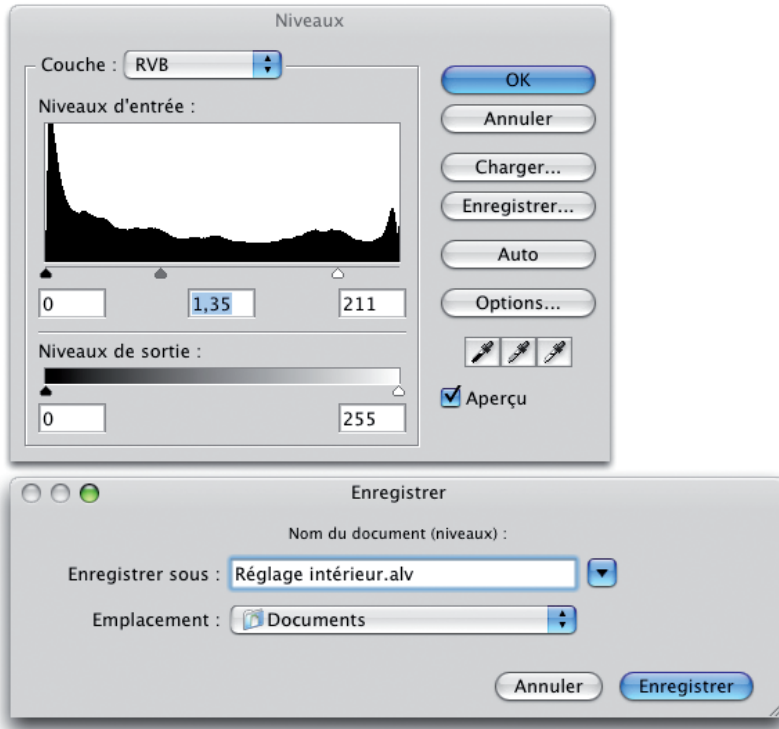 Niveaux
Couche : RVB
Niveaux d'entrée :
0 1,35 211
Niveaux de sortie :
0 255
OK
Annuler
Charger...
Enregistrer...
Auto
Options...
Aperçu
Enregistrer
Nom du document (niveaux) :
Enregistrer sous : Réglage intérieur.alv
Emplacement : Documents
Annuler Enregistrer